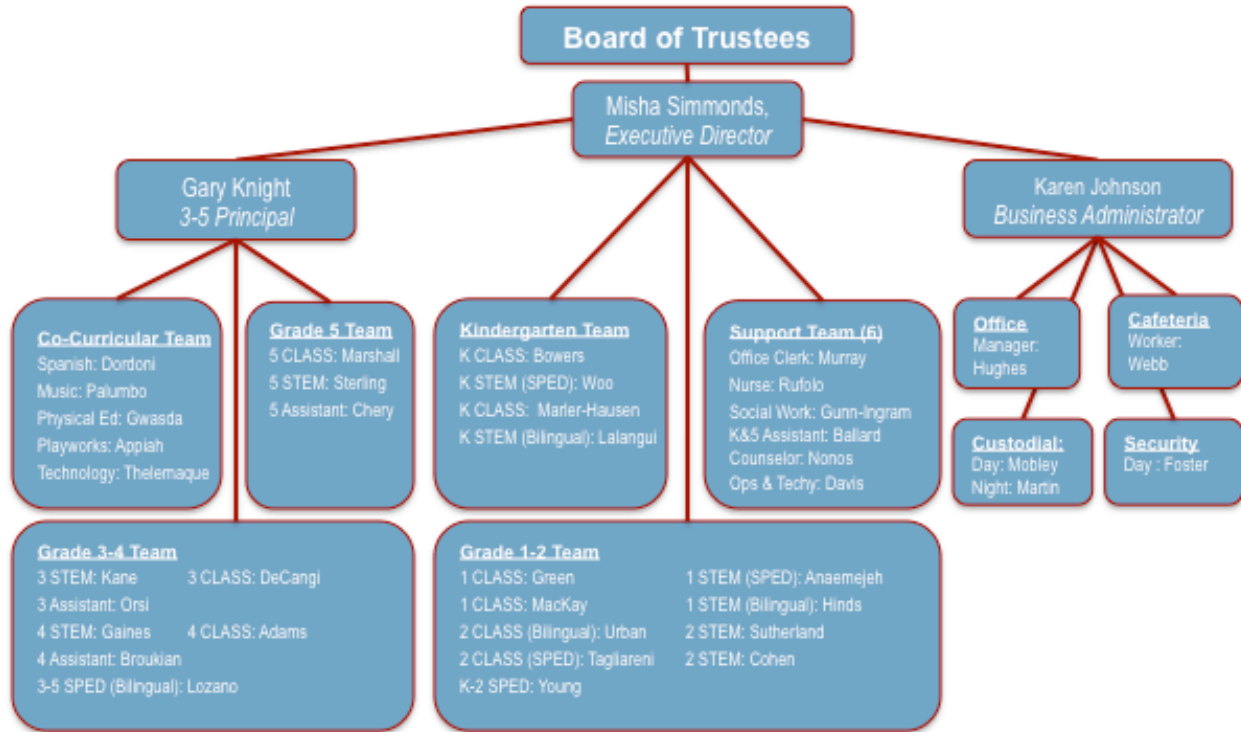 Board of Trustees
Misha Simmonds,
Executive Director
Gary Knight
3-5 Principal
Karen Johnson
Business Administrator
Co-Curricular Team
Spanish: Dordoni
Music: Palumbo
Physical Ed: Gwasda
Playworks: Appiah
Technology: Thelemaque
Grade 5 Team
5 CLASS: Marshall
5 STEM: Sterling
5 Assistant: Chery
Kindergarten Team
K CLASS: Bowers
K STEM (SPED): Woo
K CLASS: Marler-Hausen
K STEM (Bilingual): Lalangui
Support Team (6)
Office Clerk: Murray
Nurse: Rufolo
Social Work: Gunn-Ingram
K&5 Assistant: Ballard
Counselor: Nonos
Ops & Techy: Davis
Office
Manager:
Hughes
Cafeteria
Worker:
Webb
Custodial:
Day: Mobley
Night: Martin
Security
Day : Foster
Grade 3-4 Team
3 STEM: Kane 3 CLASS: DeCangi
3 Assistant: Orsi
4 STEM: Gaines 4 CLASS: Adams
4 Assistant: Broukian
3-5 SPED (Bilingual): Lozano
Grade 1-2 Team
1 CLASS: Green 1 STEM (SPED): Anaemejeh
1 CLASS: MacKay 1 STEM (Bilingual): Hinds
2 CLASS (Bilingual): Urban 2 STEM: Sutherland
2 CLASS (SPED): Tagliareni 2 STEM: Cohen
K-2 SPED: Young